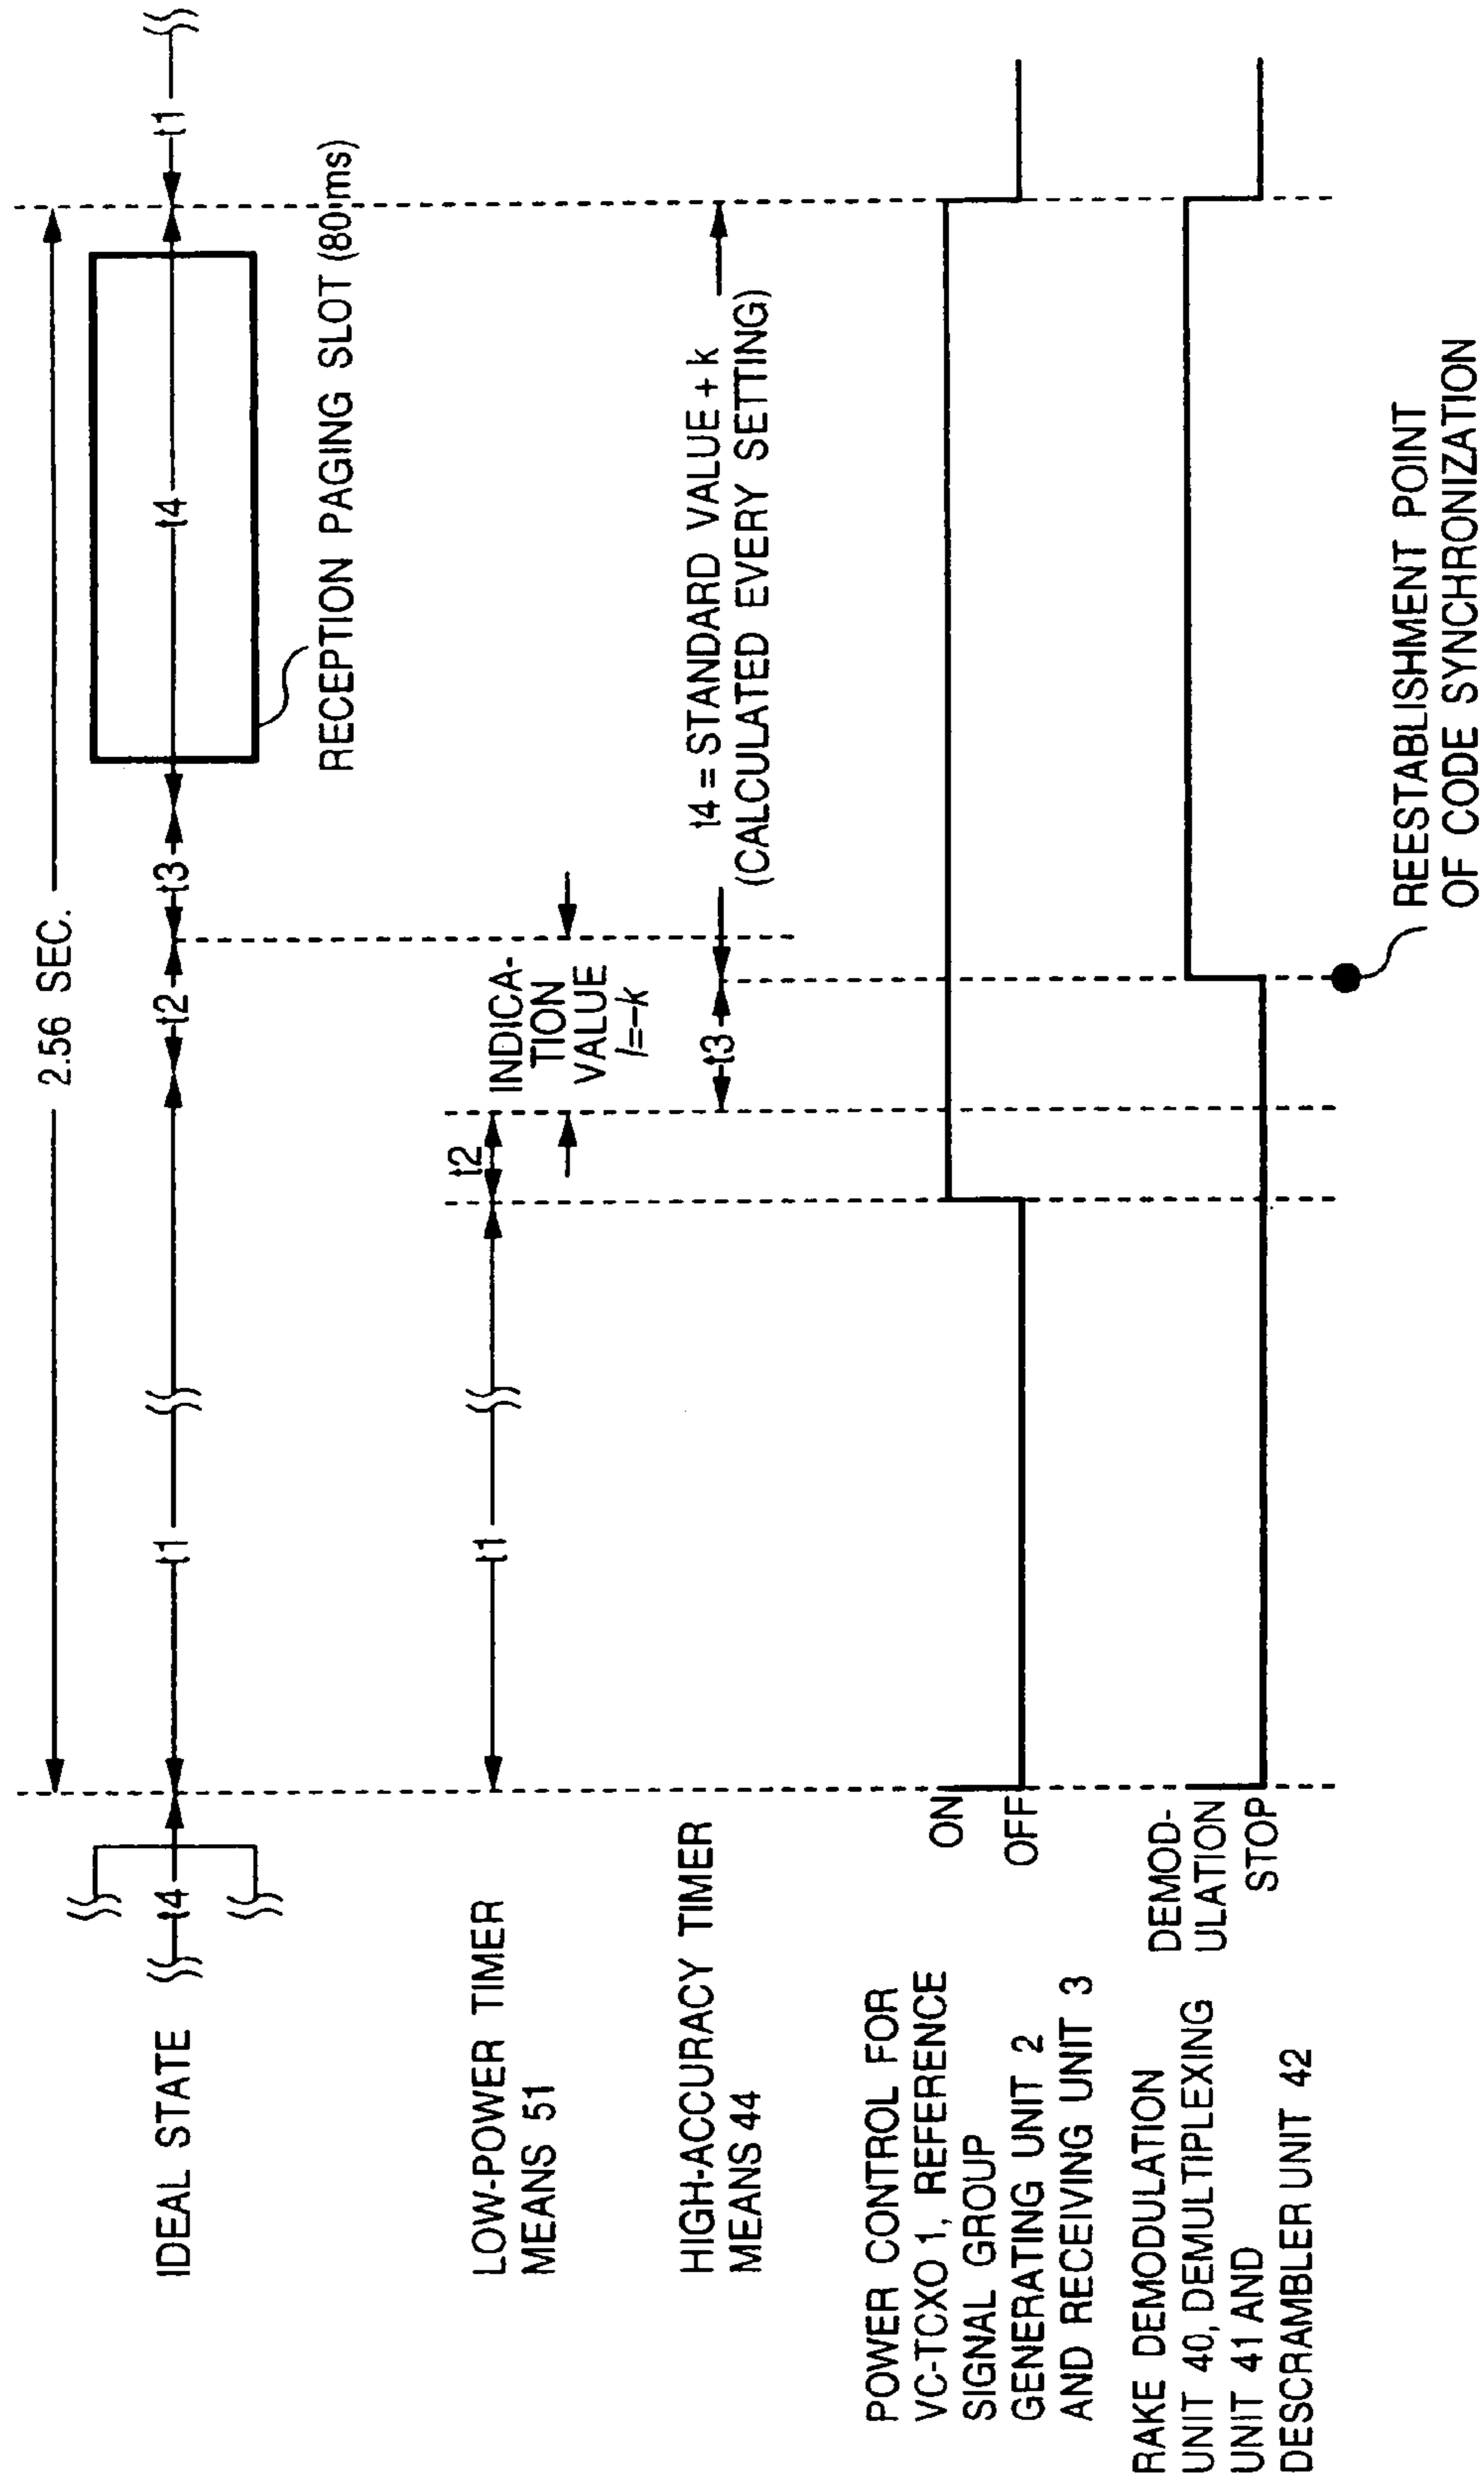 2.56 SEC.
IDEAL STATE
t4
t1
t2
t3
t4
t1
RECEPTION PAGING SLOT (80ms)
LOW-POWER TIMER
MEANS 51
t1
t2
INDICA-
TION
VALUE
l=-k
HIGH-ACCURACY TIMER
MEANS 44
t3
t4 = STANDARD VALUE + k
(CALCULATED EVERY SETTING)
POWER CONTROL FOR
VC-TCXO 1, REFERENCE
SIGNAL GROUP
GENERATING UNIT 2
AND RECEIVING UNIT 3
ON
OFF
RAKE DEMODULATION
UNIT 40, DEMULTIPLEXING
UNIT 41 AND
DESCRAMBLER UNIT 42
DEMOD-
ULATION
STOP
REESTABLISHMENT POINT
OF CODE SYNCHRONIZATION